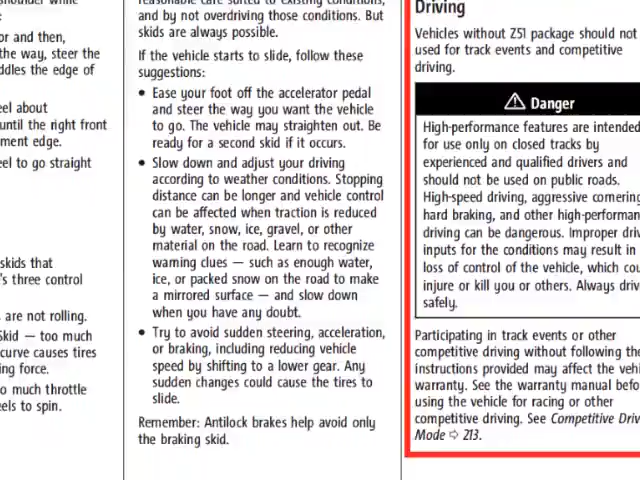 shoulder while
or and then,
the way, steer the
ddles the edge of
eel about
until the right front
ment edge.
eel to go straight
skids that
's three control
are not rolling.
Skid — too much
curve causes tires
ing force.
o much throttle
eels to spin.
reasonable care suited to existing conditions,
and by not overdriving those conditions. But
skids are always possible.
If the vehicle starts to slide, follow these
suggestions:
• Ease your foot off the accelerator pedal
and steer the way you want the vehicle
to go. The vehicle may straighten out. Be
ready for a second skid if it occurs.
• Slow down and adjust your driving
according to weather conditions. Stopping
distance can be longer and vehicle control
can be affected when traction is reduced
by water, snow, ice, gravel, or other
material on the road. Learn to recognize
warning clues — such as enough water,
ice, or packed snow on the road to make
a mirrored surface — and slow down
when you have any doubt.
• Try to avoid sudden steering, acceleration,
or braking, including reducing vehicle
speed by shifting to a lower gear. Any
sudden changes could cause the tires to
slide.
Remember: Antilock brakes help avoid only
the braking skid.
Driving
Vehicles without Z51 package should not
used for track events and competitive
driving.
⚠ Danger
High-performance features are intended
for use only on closed tracks by
experienced and qualified drivers and
should not be used on public roads.
High-speed driving, aggressive cornering
hard braking, and other high-performan
driving can be dangerous. Improper driv
inputs for the conditions may result in
loss of control of the vehicle, which cou
injure or kill you or others. Always driv
safely.
Participating in track events or other
competitive driving without following the
instructions provided may affect the vehi
warranty. See the warranty manual befo
using the vehicle for racing or other
competitive driving. See Competitive Driv
Mode ➪ 213.